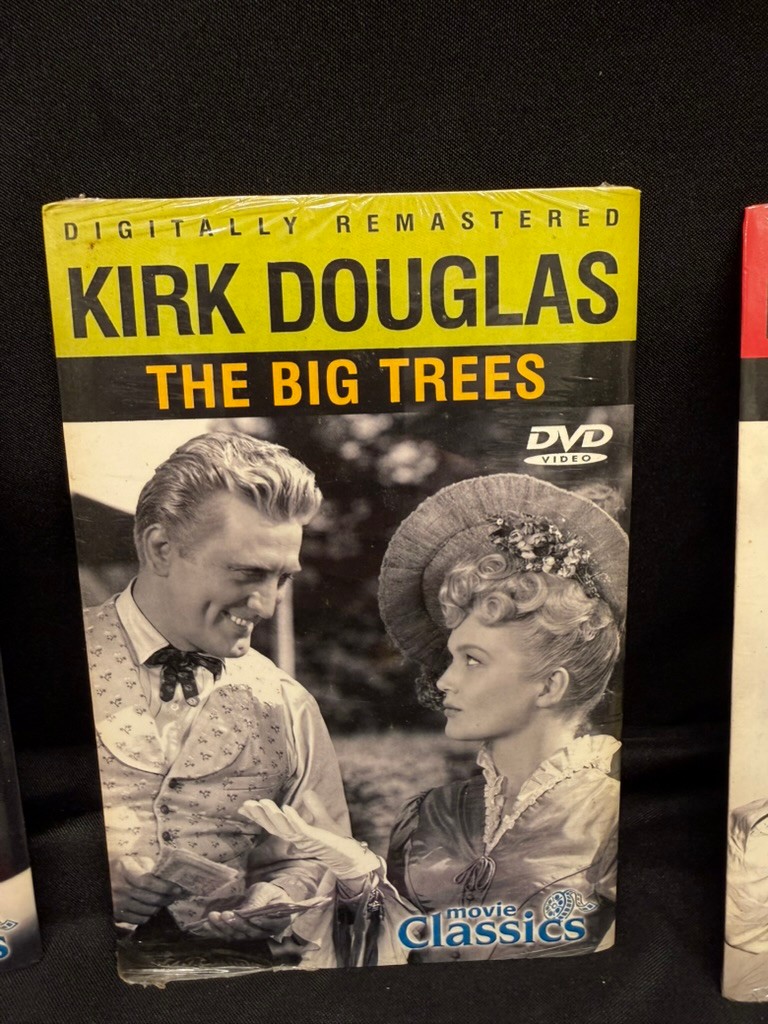 DIGITALLY REMASTERED
KIRK DOUGLAS
THE BIG TREES
DVD
VIDEO
movie
Classics
s